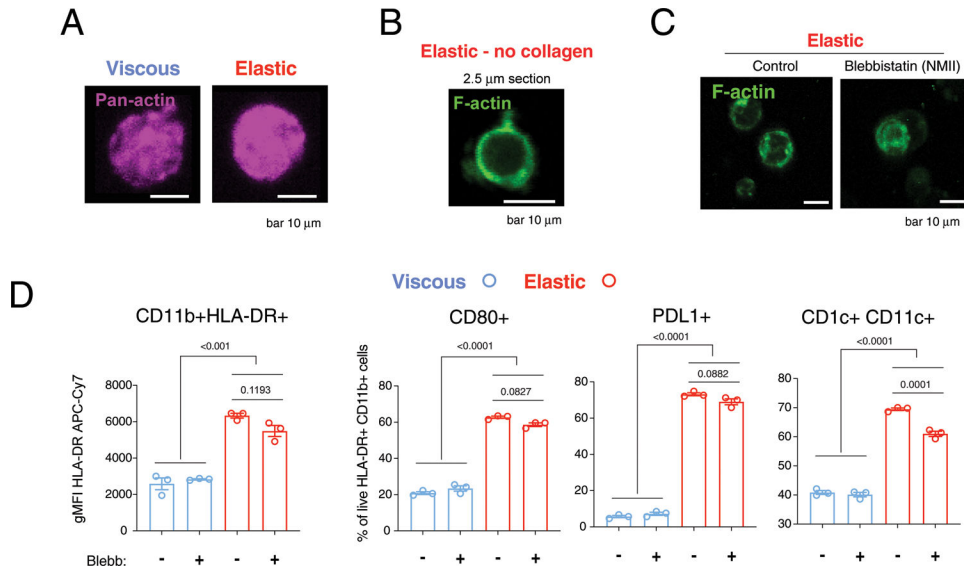 A
Viscous
Elastic
Pan-actin
bar 10 μm
B
Elastic - no collagen
2.5 μm section
F-actin
bar 10 μm
C
Elastic
Control
Blebbistatin (NMII)
F-actin
bar 10 μm
D
Viscous
Elastic
CD11b+HLA-DR+
<0.001
0.1193
gMFI HLA-DR APC-Cy7
8000
6000
4000
2000
0
Blebb:
-
+
-
+
CD80+
<0.0001
0.0827
% of live HLA-DR+ CD11b+ cells
80
60
40
20
0
-
+
-
+
PDL1+
<0.0001
0.0882
80
60
40
20
0
-
+
-
+
CD1c+ CD11c+
<0.0001
0.0001
80
70
60
50
40
30
-
+
-
+